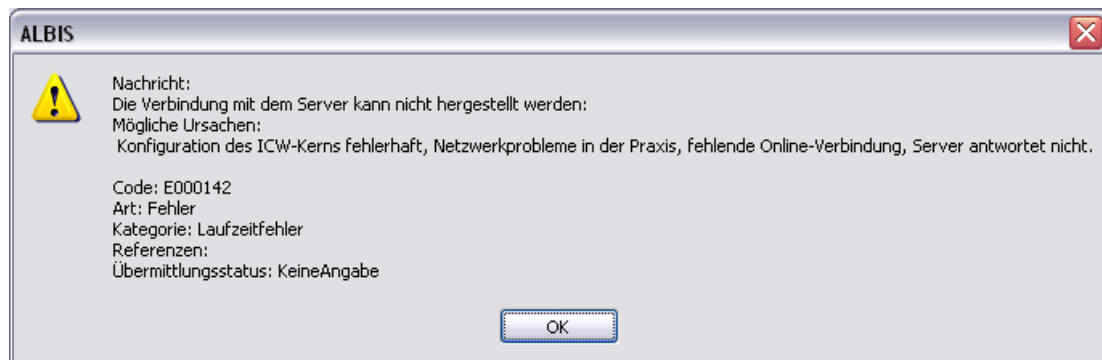 ALBIS
Nachricht:
Die Verbindung mit dem Server kann nicht hergestellt werden:
Mögliche Ursachen:
Konfiguration des ICW-Kerns fehlerhaft, Netzwerkprobleme in der Praxis, fehlende Online-Verbindung, Server antwortet nicht.
Code: E000142
Art: Fehler
Kategorie: Laufzeitfehler
Referenzen:
Übermittlungsstatus: KeineAngabe
OK